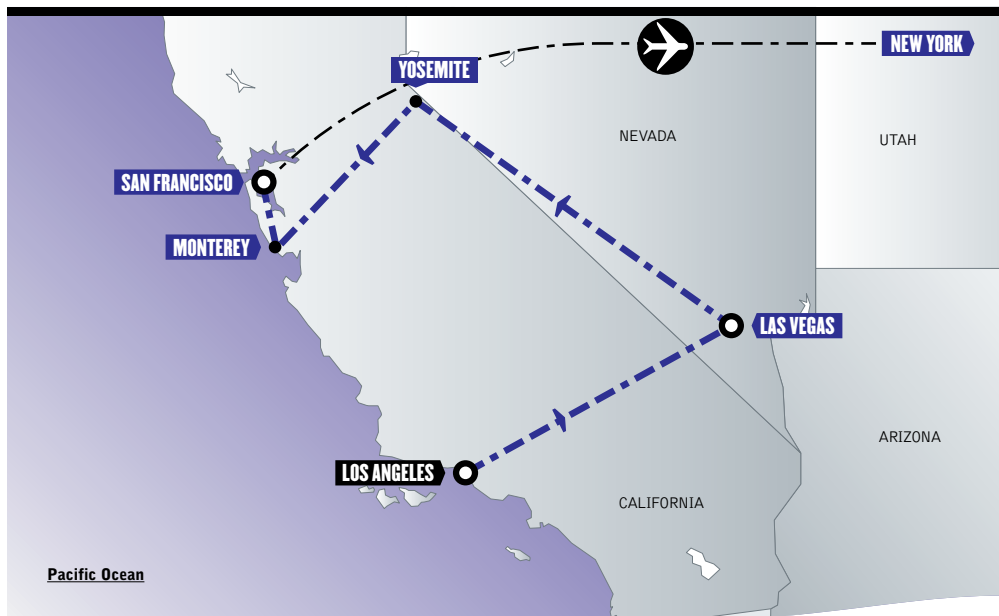 NEW YORK
YOSEMITE
NEVADA
UTAH
SAN FRANCISCO
MONTEREY
LAS VEGAS
ARIZONA
LOS ANGELES
CALIFORNIA
Pacific Ocean